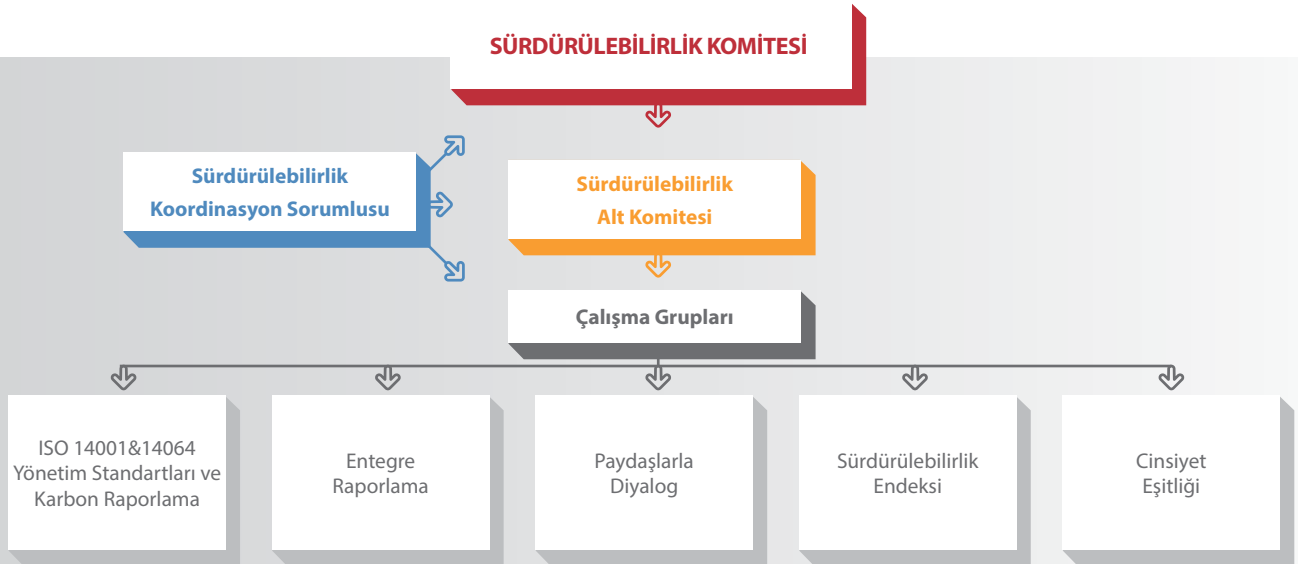 SÜRDÜRÜLEBİLİRLİK KOMİTESİ
Sürdürülebilirlik
Koordinasyon Sorumlusu
Sürdürülebilirlik
Alt Komitesi
Çalışma Grupları
ISO 14001&14064
Yönetim Standartları ve
Karbon Raporlama
Entegre
Raporlama
Paydaşlarla
Diyalog
Sürdürülebilirlik
Endeksi
Cinsiyet
Eşitliği